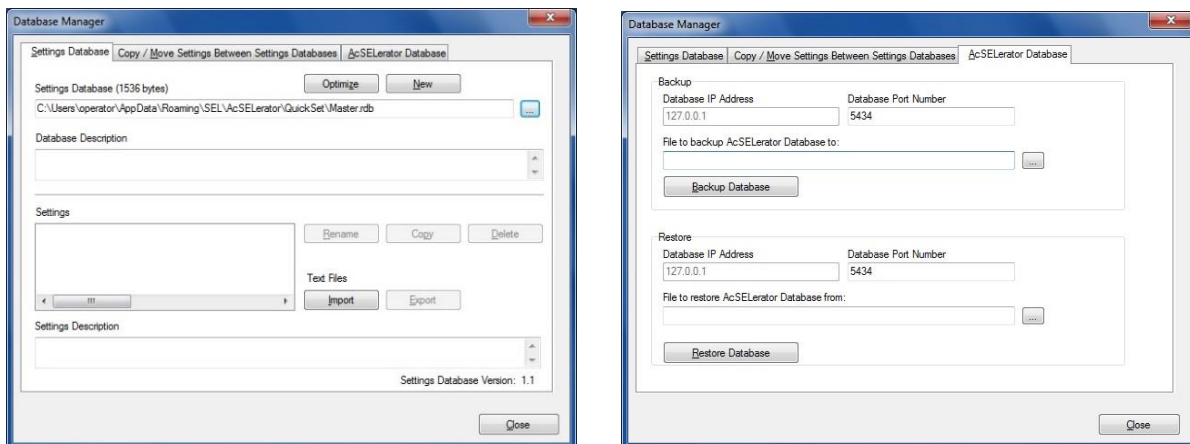 Database Manager
Settings Database
Copy / Move Settings Between Settings Databases
AcSELerator Database
Settings Database (1536 bytes)
Optimize
New
C:\Users\operator\AppData\Roaming\SEL\AcSELerator\QuickSet\Master.rdb
...
Database Description
Settings
Rename
Copy
Delete
Text Files
Import
Export
Settings Description
Settings Database Version: 1.1
Close
Database Manager
Settings Database
Copy / Move Settings Between Settings Databases
AcSELerator Database
Backup
Database IP Address
Database Port Number
127.0.0.1
5434
File to backup AcSELerator Database to:
...
Backup Database
Restore
Database IP Address
Database Port Number
127.0.0.1
5434
File to restore AcSELerator Database from:
...
Restore Database
Close